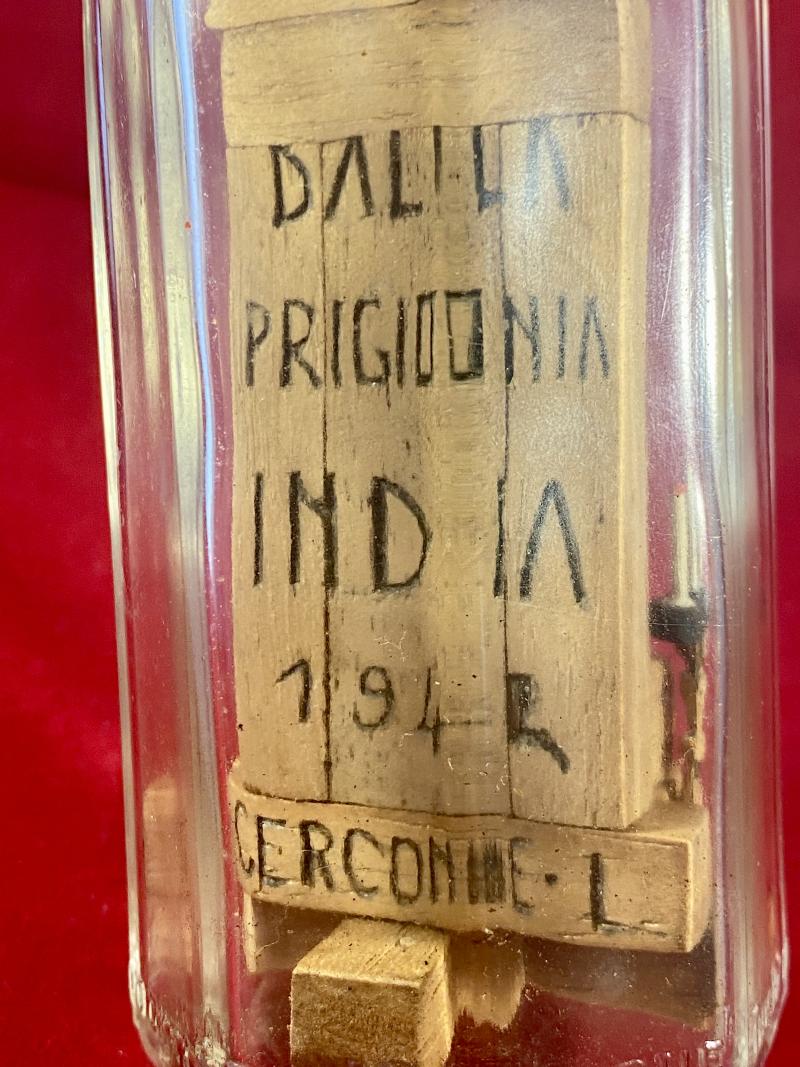 DALLA
PRIGIONIA
INDIA
1942
CERCONE·L